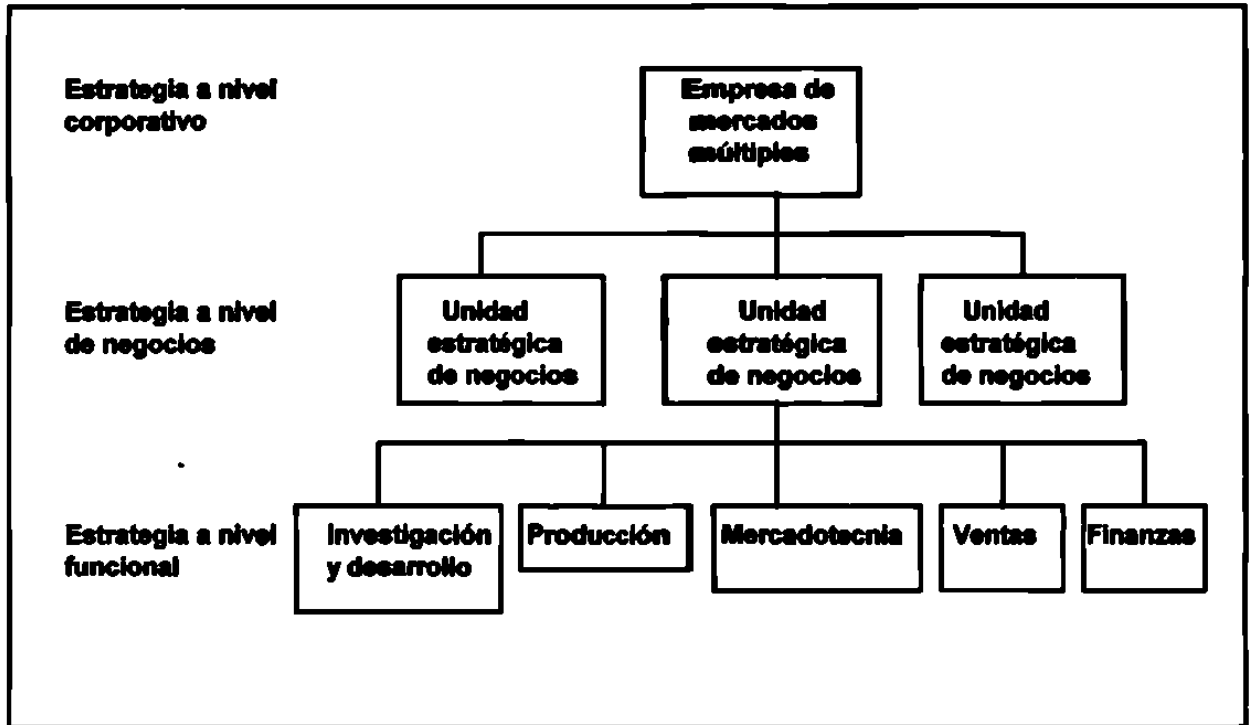 Estrategia a nivel
corporativo
Empresa de
mercados
múltiples
Estrategia a nivel
de negocios
Unidad
estratégica
de negocios
Unidad
estratégica
de negocios
Unidad
estratégica
de negocios
Estrategia a nivel
funcional
Investigación
y desarrollo
Producción
Mercadotecnia
Ventas
Finanzas